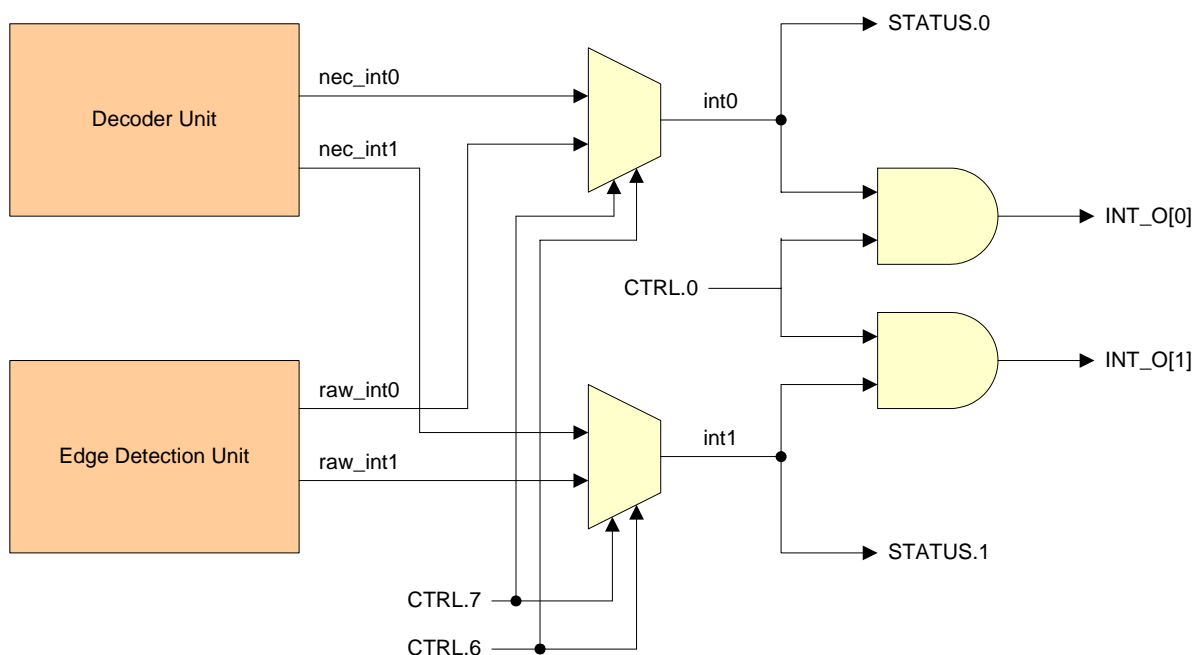 STATUS.0
nec_int0
int0
Decoder Unit
nec_int1
INT_O[0]
CTRL.0
INT_O[1]
raw_int0
int1
Edge Detection Unit
raw_int1
STATUS.1
CTRL.7
CTRL.6